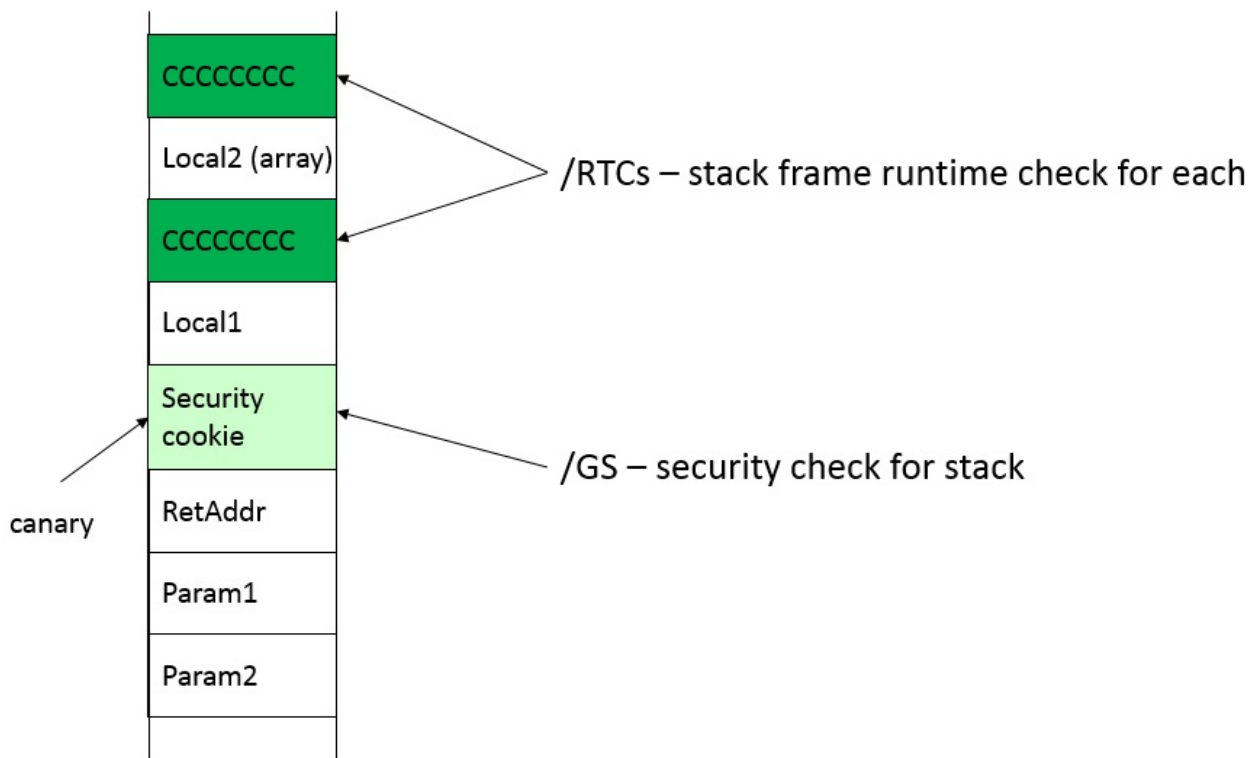 CCCCCCCC
Local2 (array)
/RTCs – stack frame runtime check for each
CCCCCCCC
Local1
Security
cookie
/GS – security check for stack
canary
RetAddr
Param1
Param2